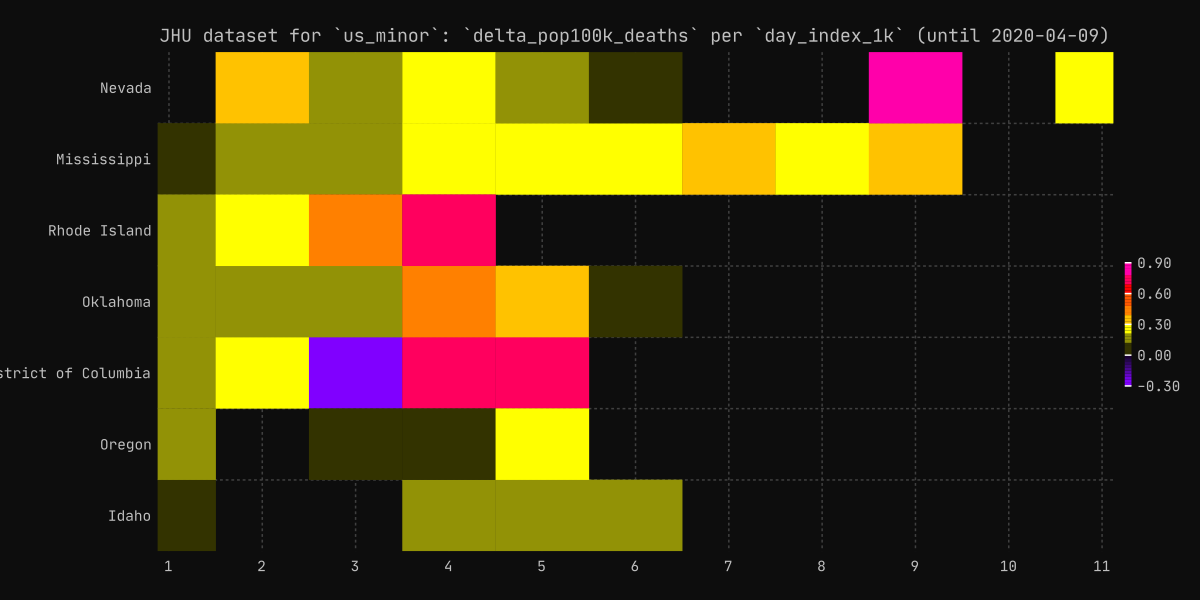 JHU dataset for `us_minor`: `delta_pop100k_deaths` per `day_index_1k` (until 2020-04-09)
Nevada
Mississippi
Rhode Island
Oklahoma
strict of Columbia
Oregon
Idaho
1 2 3 4 5 6 7 8 9 10 11
0.90
0.60
0.30
0.00
-0.30